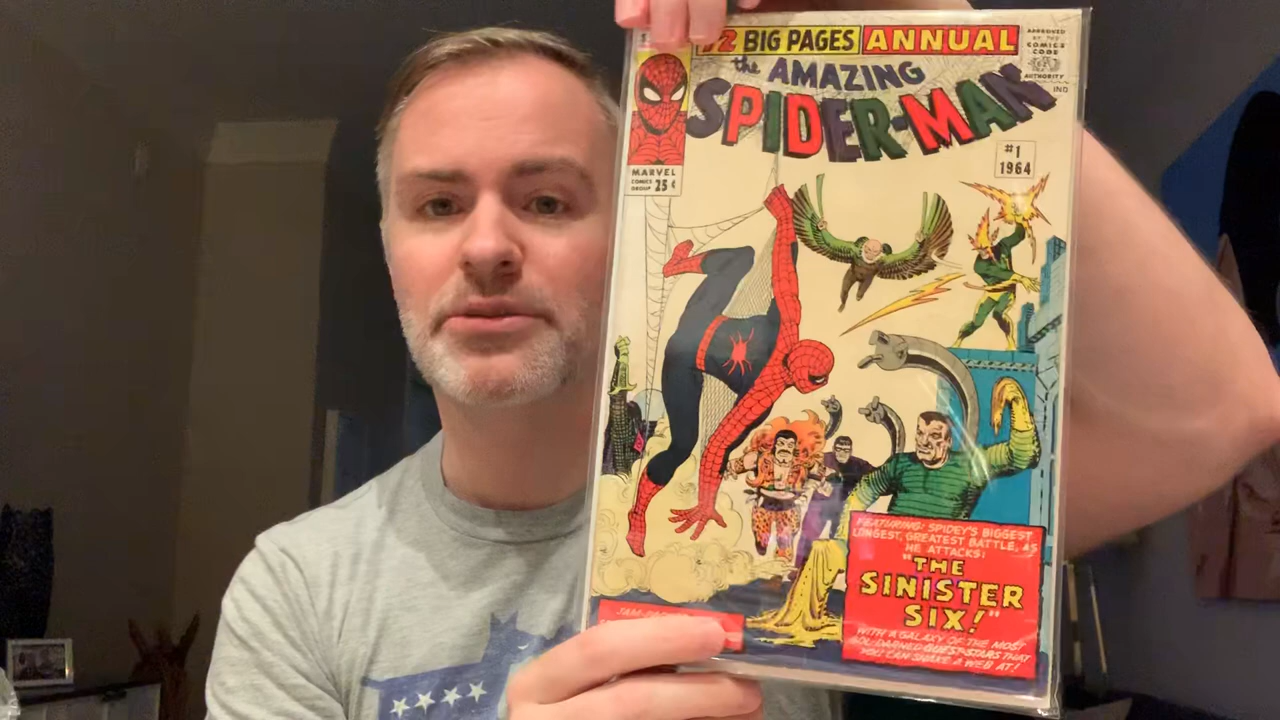 72 BIG PAGES ANNUAL
the AMAZING
SPIDER-MAN
APPROVED
BY THE
COMICS
CODE
AUTHORITY
IND
MARVEL
COMICS
GROUP
25¢
#1
1964
FEATURING! SPIDEY'S BIGGEST
LONGEST, GREATEST BATTLE, AS
HE ATTACKS:
"THE
SINISTER
SIX!"
WITH A GALAXY OF THE MOST
GOL-DARNED GUEST-STARS THAT
YOU CAN SHAKE A WEB AT!